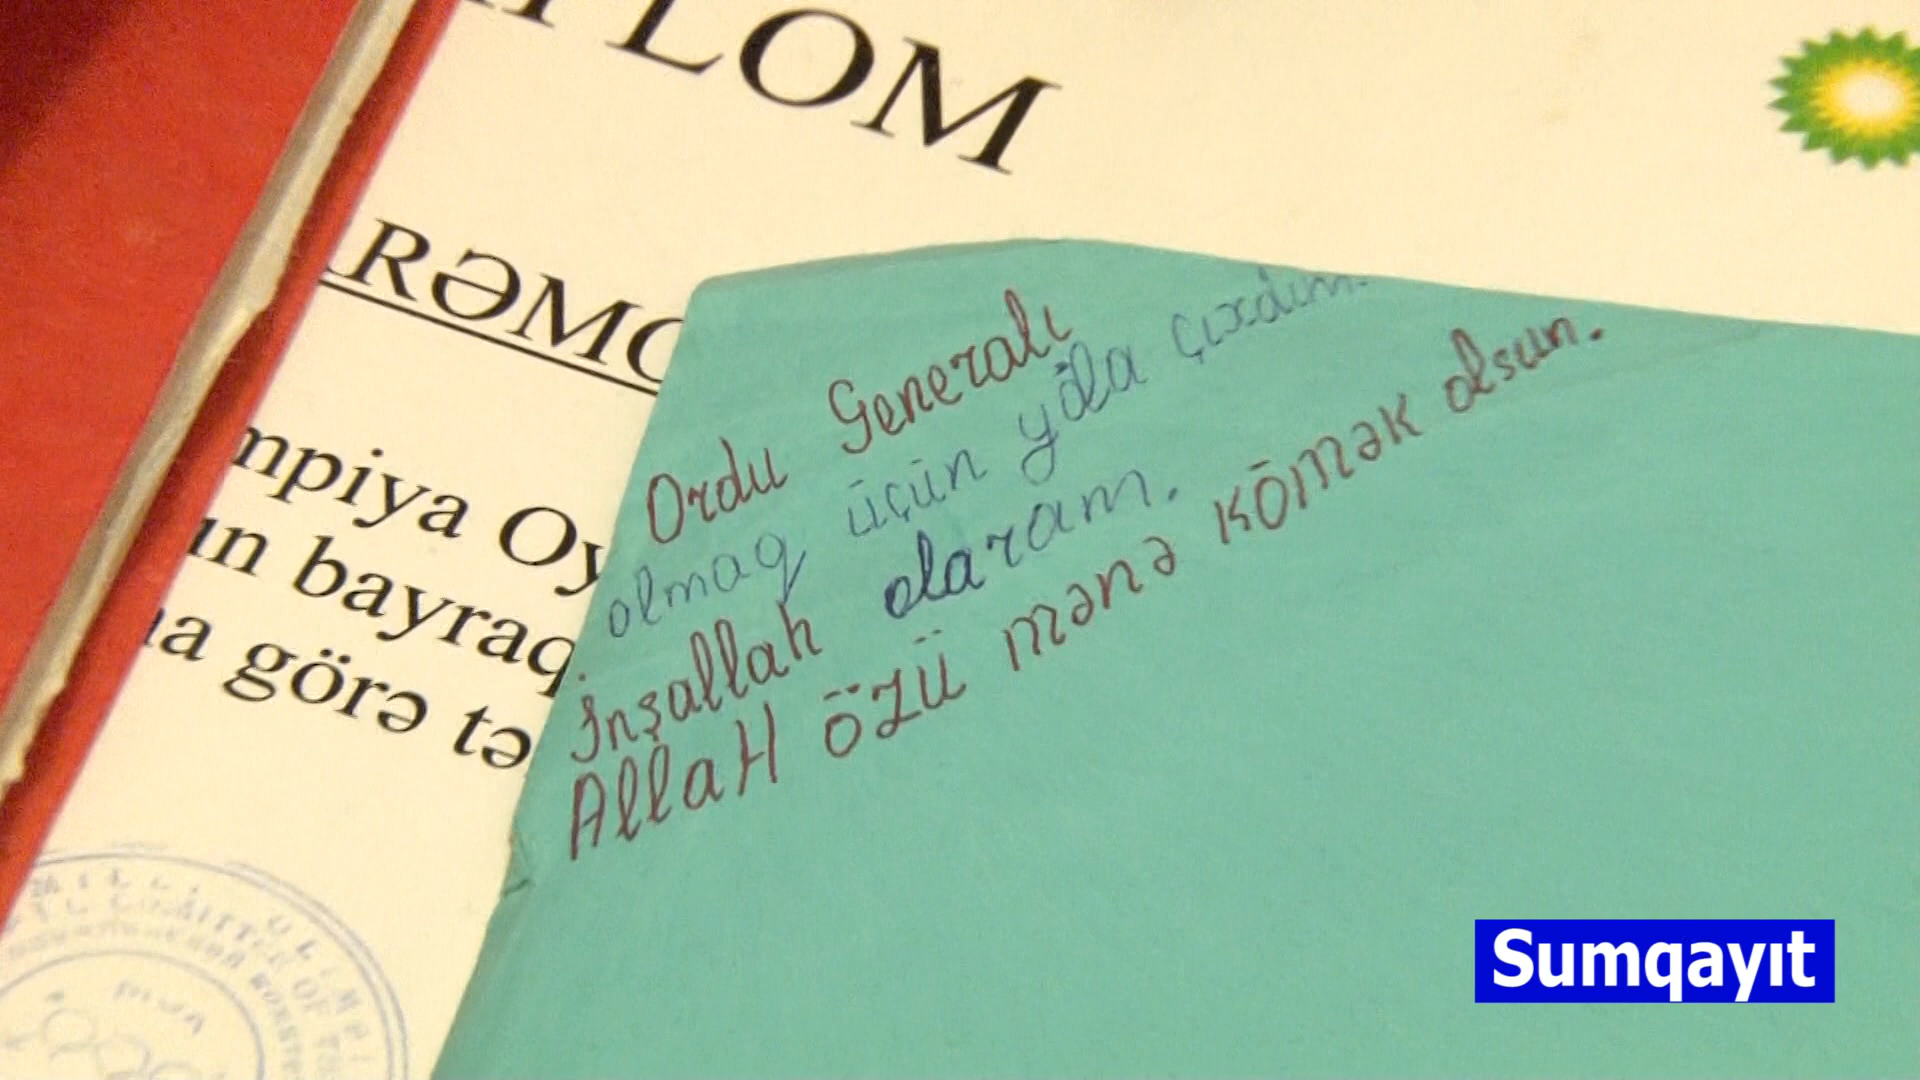 LOM
RƏMO
mpiya Oy
ın bayraq
na görə tə
Ordu Generalı
olmaq üçün yola çıxdım.
İnşallah olaram.
AllaH özü mənə kömək olsun.
Sumqayıt